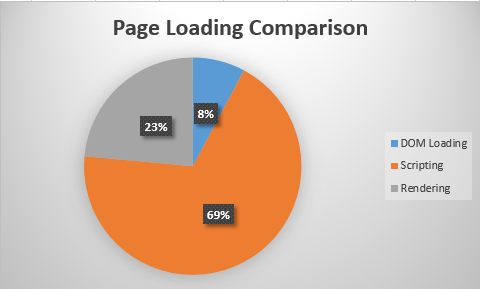 Page Loading Comparison
8%
23%
69%
DOM Loading
Scripting
Rendering